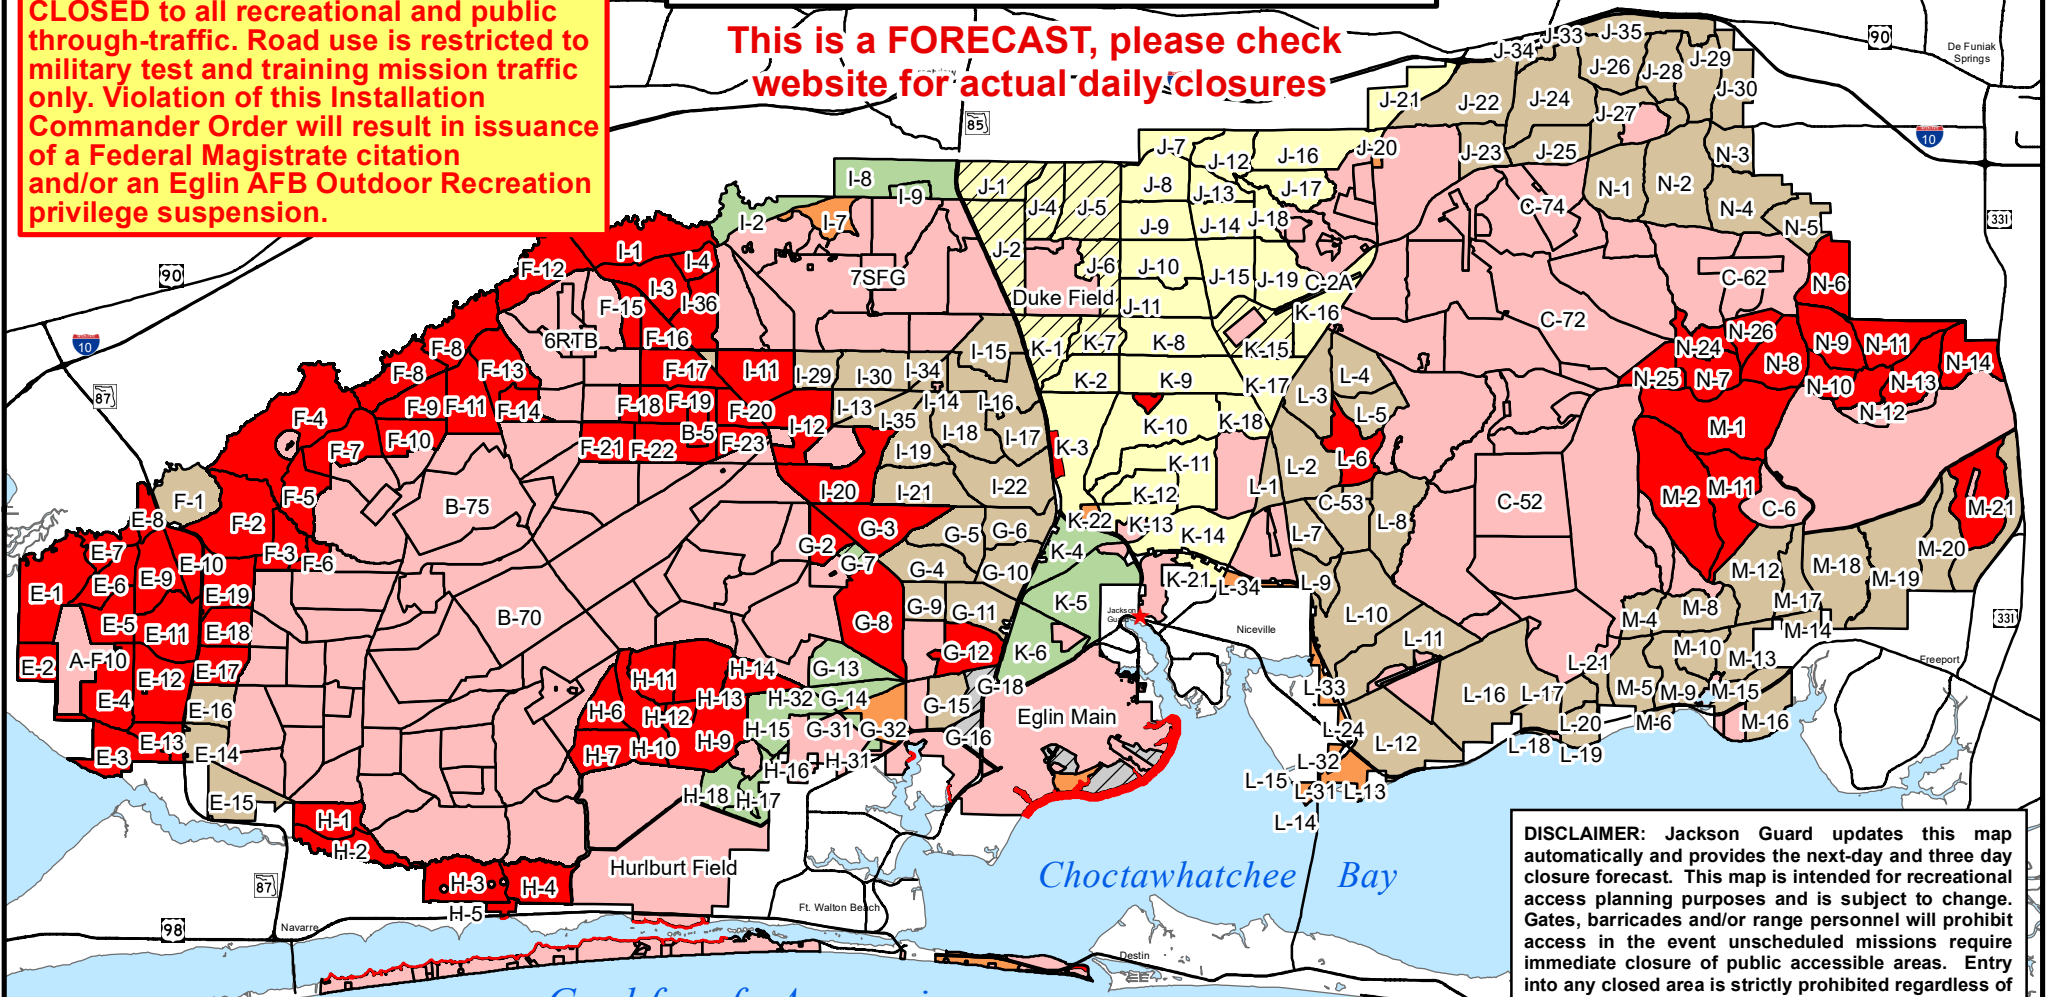 CLOSED to all recreational and public
through-traffic. Road use is restricted to
military test and training mission traffic
only. Violation of this Installation
Commander Order will result in issuance
of a Federal Magistrate citation
and/or an Eglin AFB Outdoor Recreation
privilege suspension.
This is a FORECAST, please check
website for actual daily closures
90
De Funiak
Springs
85
10
331
90
10
87
J-33 J-35
J-34
J-26 J-28 J-29
J-30
J-21 J-22 J-24
J-27
J-7 J-12 J-16 J-20
J-23 J-25 N-3
I-8 I-9 J-1
J-8 J-13 J-17
N-1 N-2
I-2 I-7 J-4 J-5
C-74 N-4
J-9 J-14 J-18
N-5
I-1 I-4 J-2
F-12 J-6 J-10 J-15 J-19 C-2A
7SFG C-62 N-6
I-3 I-36
F-15 Duke Field J-11 K-16
C-72
6RTB F-16
N-26
F-8 I-15 K-1 K-7 K-8 K-15
N-24 N-8 N-9 N-11 N-14
F-8 F-13 F-17 I-11 I-29 I-30 I-34
K-2 K-9 K-17 L-4
N-25 N-7 N-10 N-13
F-9 F-11 F-14 F-18 F-19 F-20 I-13 I-14 I-16
L-3 L-5 N-12
F-4 I-12 I-35
K-10 K-18 M-1
F-7 F-10 F-21 F-22 B-5 F-23 I-18 I-17
K-3 I-19
L-6 L-2 K-11
F-1 F-5 I-20 I-21 I-22
K-12 L-1 M-2 M-11
B-75 C-53 C-52 C-6 M-21
E-8 F-2 G-3 G-5 G-6
K-22 K-13 K-14 L-7 L-8
E-7 F-3 F-6 G-2 G-7
K-4 M-20
E-10 E-9 E-6 E-1
G-4 G-10 K-21 L-34 L-9
M-12 M-18 M-19
E-19 G-9 G-11 K-5
Jackson
Guard
L-10 M-4 M-8 M-17
331
E-5 E-11 E-18 B-70 G-8
Niceville
L-11 M-14
E-2 A-F10 E-12 E-17
G-12 K-6 M-10 M-13
Freeport
H-11 H-14 G-13
L-21
E-4 H-13 H-32 G-14 G-18
L-33 L-16 L-17 M-5 M-9 M-15
E-16 H-6 H-12 G-15
Eglin Main
L-20 M-6 M-16
E-13 H-15 G-31 G-32
L-24
E-3 E-14 H-7 H-10 H-9 G-16
L-12 L-18 L-19
H-16 H-31
L-32
E-15 H-18 H-17
L-15 L-31 L-13
H-1
L-14
H-2
Hurlburt Field
Choctawhatchee Bay
H-3 H-4
87
H-5
Ft. Walton Beach
98
Navarre
Destin
DISCLAIMER: Jackson Guard updates this map
automatically and provides the next-day and three day
closure forecast. This map is intended for recreational
access planning purposes and is subject to change.
Gates, barricades and/or range personnel will prohibit
access in the event unscheduled missions require
immediate closure of public accessible areas. Entry
into any closed area is strictly prohibited regardless of